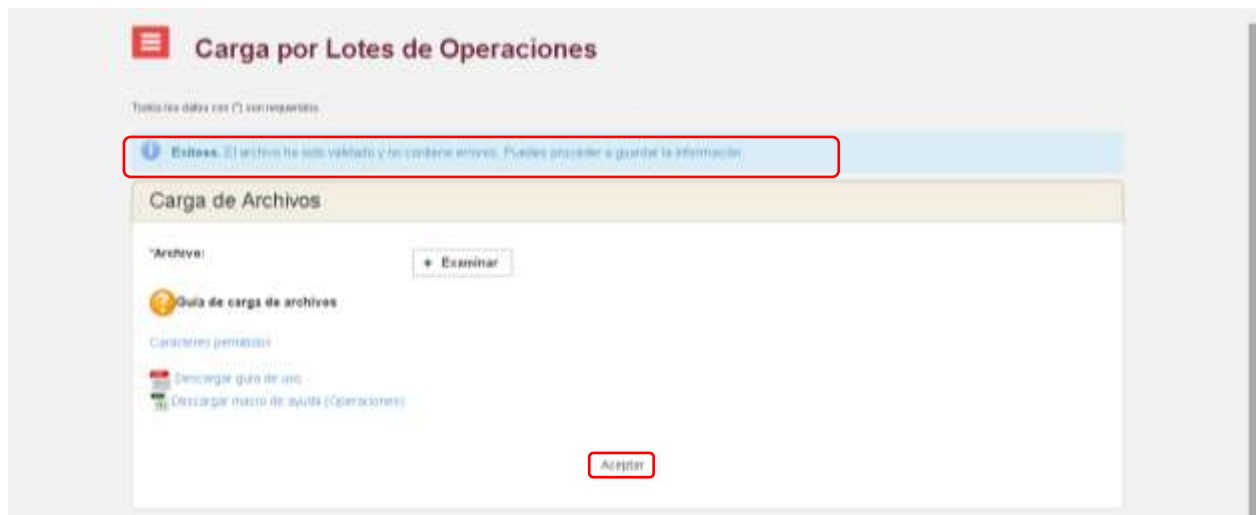 Carga por Lotes de Operaciones
Todos los datos con (*) son requeridos.
Exitoso. El archivo ha sido validado y no contiene errores. Puedes proceder a guardar la información.
Carga de Archivos
*Archivo:
+ Examinar
Guía de carga de archivos
Caracteres permitidos
Descargar guía de uso
Descargar macro de ayuda (Operaciones)
Aceptar